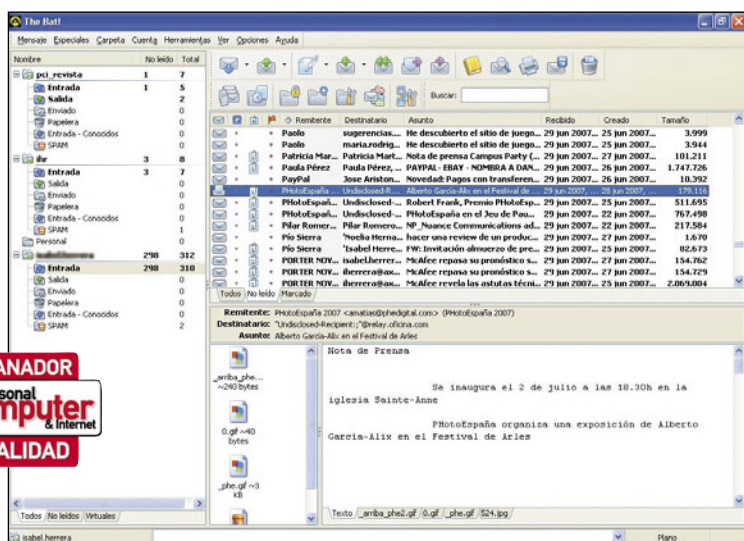 The Bat!
Mensaje Especiales Carpeta Cuenta Herramientas Ver Opciones Ayuda
Nombre No leído Total
pci_revista 1 7
Entrada 1 5
Salida 2
Enviado 0
Papelera 0
Entrada - Conocidos 0
SPAM 0
ihr 3 8
Entrada 3 7
Salida 0
Enviado 0
Papelera 0
Entrada - Conocidos 0
SPAM 1
Personal 0
298 312
Entrada 298 310
Salida 0
Enviado 0
Papelera 0
Entrada - Conocidos 0
SPAM 2
Todos No leídos Virtuales
isabel.herrera
ANADOR
sonal
mputer
& Internet
ALIDAD
Buscar:
Remitente Destinatario Asunto Recibido Creado Tamaño
Paolo sugerencias.... He descubierto el sitio de juego... 29 jun 2007... 25 jun 2007... 3.999
Paolo maria.rodrig... He descubierto el sitio de juego... 29 jun 2007... 25 jun 2007... 3.944
Patricia Mar... Patricia Mart... Nota de prensa Campus Party (... 29 jun 2007... 27 jun 2007... 101.211
Paula Pérez Paula Pérez, ... PAYPAL- EBAY - NOMBRA A DAN... 29 jun 2007... 26 jun 2007... 1.747.726
PayPal Jose Ariston... Novedad: Pagos con transferen... 29 jun 2007... 26 jun 2007... 10.392
PHotoEspaña ... Undisclosed-R... Alberto García-Alix en el Festival de ... 29 jun 2007, ... 28 jun 2007, ... 179.116
PHotoEspañ... Undisclosed-... Robert Frank, Premio PHotoEsp... 29 jun 2007... 25 jun 2007... 511.695
PHotoEspañ... Undisclosed-... PHotoEspaña en el Jeu de Pau... 29 jun 2007... 22 jun 2007... 767.498
Pilar Romer... Pilar Romero... NP_Nuance Communications ad... 29 jun 2007... 22 jun 2007... 217.584
Pío Sierra 'Noelia Herna... hacer una review de un produc... 29 jun 2007... 27 jun 2007... 1.670
Pío Sierra 'Isabel Herre... FW: Invitación almuerzo de pre... 29 jun 2007... 25 jun 2007... 82.673
PORTER NOV... isabel.herrer... McAfee repasa su pronóstico s... 29 jun 2007... 27 jun 2007... 154.762
PORTER NOV... iherrera@ax... McAfee repasa su pronóstico s... 29 jun 2007... 27 jun 2007... 154.729
PORTER NOV... iherrera@ax... McAfee revela las astutas técni... 29 jun 2007... 25 jun 2007... 2.069.004
Todos No leído Marcado
Remitente: PHotoEspaña 2007 <amatias@phedigital.com> (PHotoEspaña 2007)
Destinatario: "Undisclosed-Recipient:;"@relay.oficina.com
Asunto: Alberto García-Alix en el Festival de Arles
_arriba_phe...
~240 bytes
0.gif ~40
bytes
_phe.gif ~3
KB
Nota de Prensa
Se inaugura el 2 de julio a las 18.30h en la
iglesia Sainte-Anne
PHotoEspaña organiza una exposición de Alberto
García-Alix en el Festival de Arles
Texto _arriba_phe2.gif 0.gif _phe.gif S24.jpg
Plano